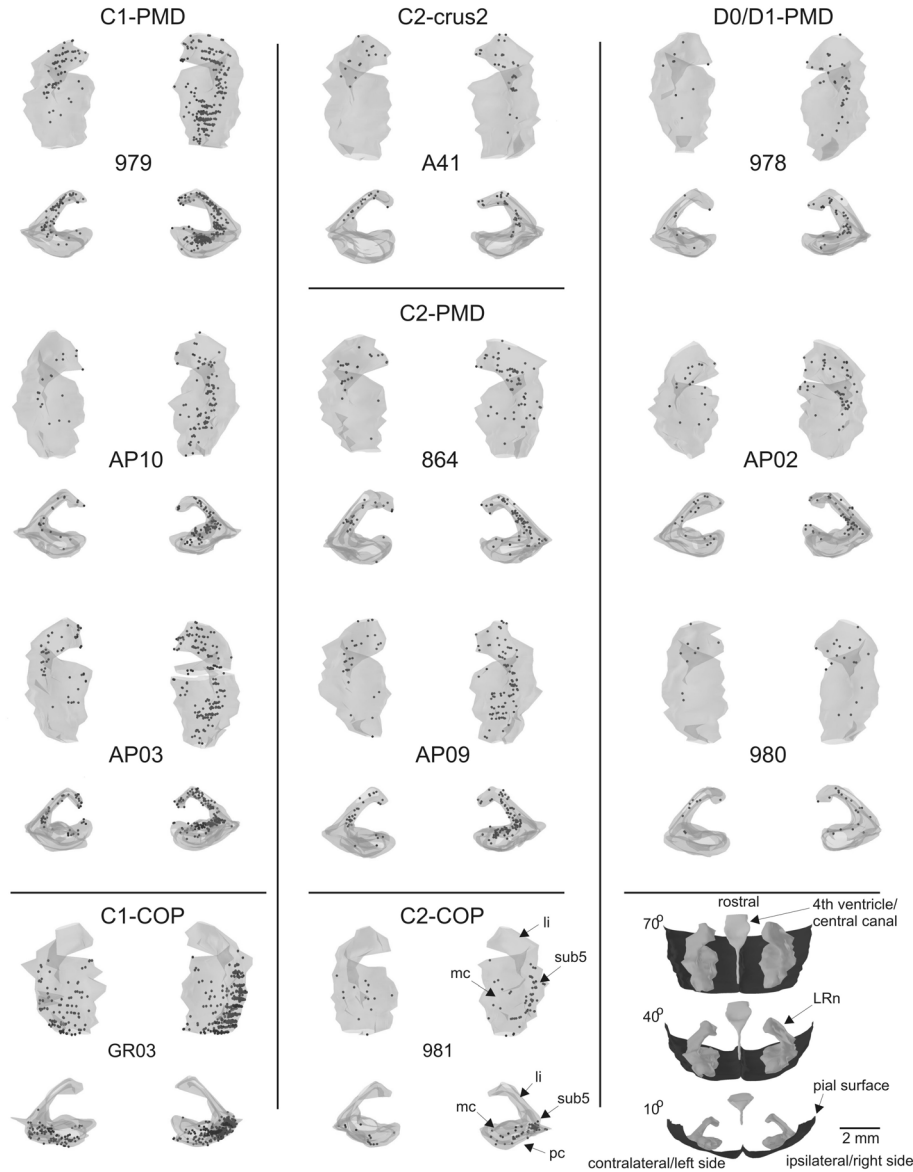 C1-PMD
C2-crus2
D0/D1-PMD
979
A41
978
C2-PMD
AP10
864
AP02
AP03
AP09
980
C1-COP
C2-COP
rostral
4th ventricle/
central canal
70°
li
mc
sub5
LRn
40°
GR03
981
li
pial surface
mc
sub5
10°
pc
2 mm
contralateral/left side
ipsilateral/right side